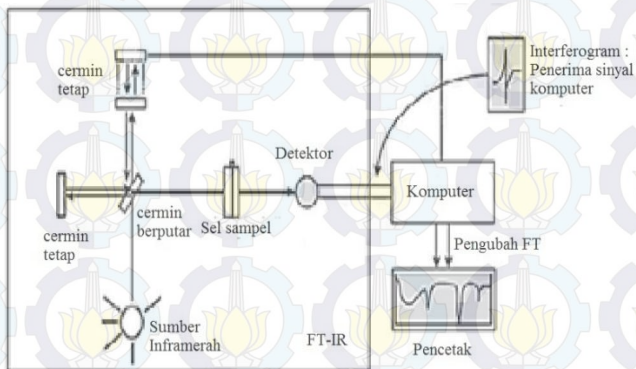 cermin
tetap
Interferogram :
Penerima sinyal
komputer
Detektor
Komputer
cermin
berputar
Sel sampel
cermin
tetap
Pengubah FT
Sumber
Inframerah
FT-IR
Pencetak